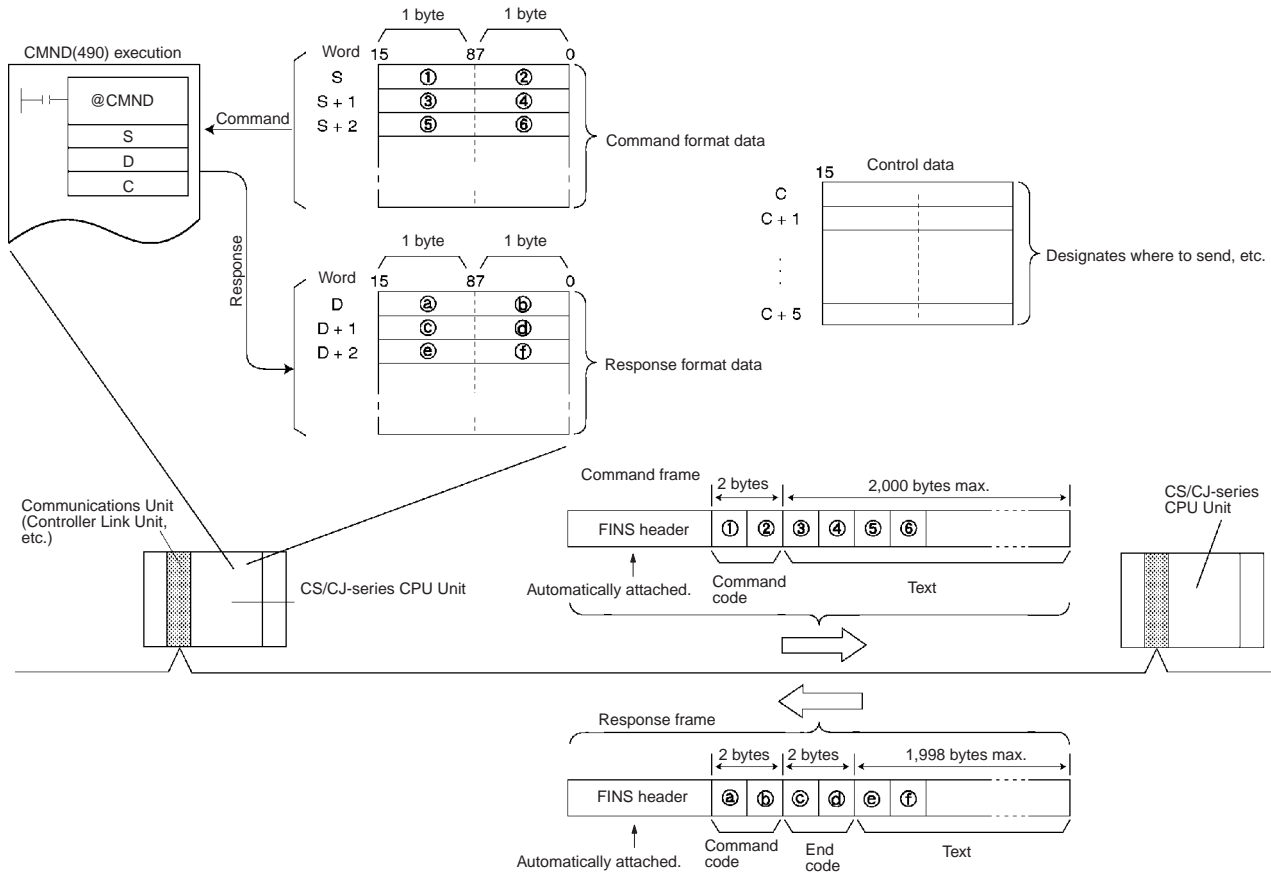 CMND(490) execution
@CMND
S
D
C
Command
Response
1 byte 1 byte
Word 15 87 0
S ① ②
S + 1 ③ ④
S + 2 ⑤ ⑥
Command format data
1 byte 1 byte
Word 15 87 0
D ⓐ ⓑ
D + 1 ⓒ ⓓ
D + 2 ⓔ ⓕ
Response format data
Control data
15
C
C + 1
C + 5
Designates where to send, etc.
Communications Unit
(Controller Link Unit,
etc.)
CS/CJ-series CPU Unit
Command frame
2 bytes 2,000 bytes max.
FINS header ① ② ③ ④ ⑤ ⑥
Automatically attached.
Command
code
Text
CS/CJ-series
CPU Unit
Response frame
2 bytes 2 bytes 1,998 bytes max.
FINS header ⓐ ⓑ ⓒ ⓓ ⓔ ⓕ
Automatically attached.
Command
code
End
code
Text